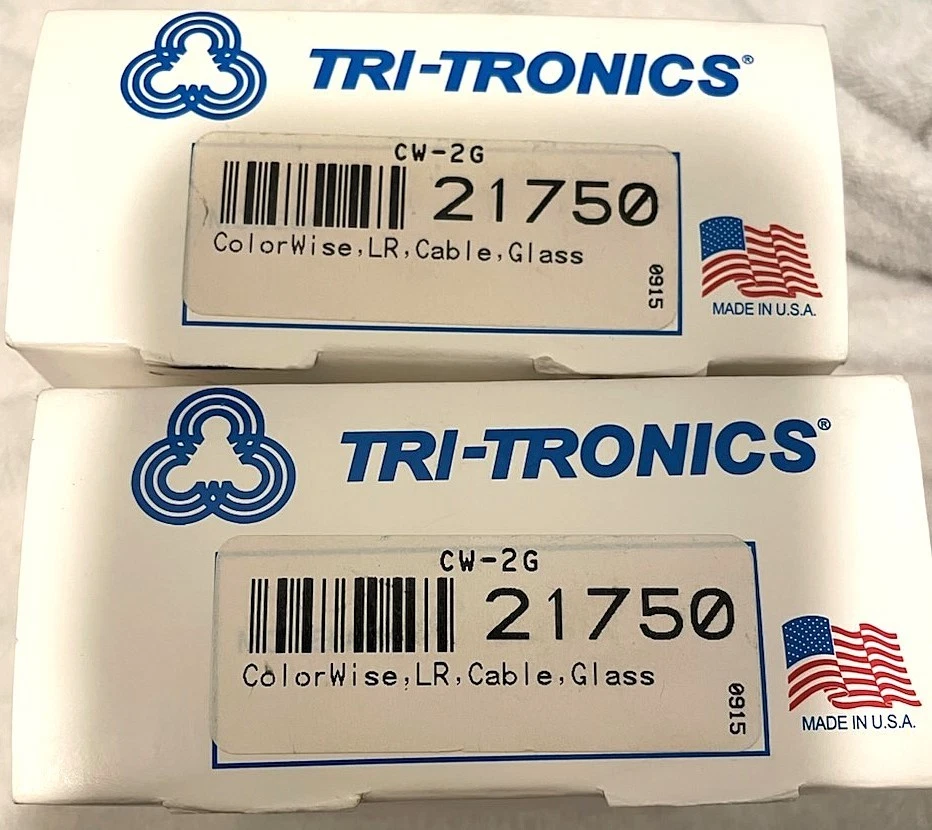 TRI-TRONICS®
CW-2G
21750
ColorWise,LR,Cable,Glass
0915
MADE IN U.S.A.
TRI-TRONICS®
CW-2G
21750
ColorWise,LR,Cable,Glass
0915
MADE IN U.S.A.